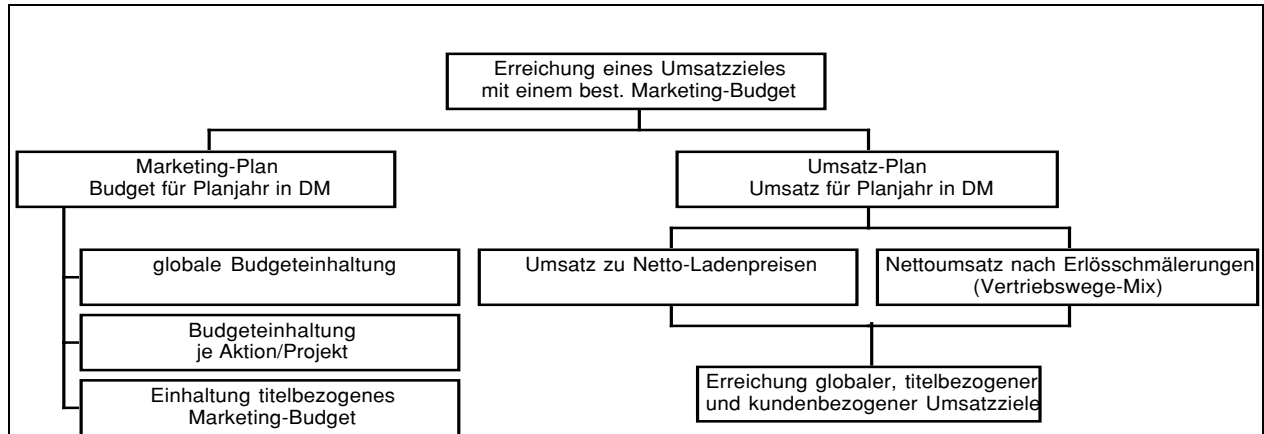 Erreichung eines Umsatzzieles
mit einem best. Marketing-Budget
Marketing-Plan
Budget für Planjahr in DM
Umsatz-Plan
Umsatz für Planjahr in DM
globale Budgeteinhaltung
Budgeteinhaltung
je Aktion/Projekt
Einhaltung titelbezogenes
Marketing-Budget
Umsatz zu Netto-Ladenpreisen
Nettoumsatz nach Erlösschmälerungen
(Vertriebswege-Mix)
Erreichung globaler, titelbezogener
und kundenbezogener Umsatzziele